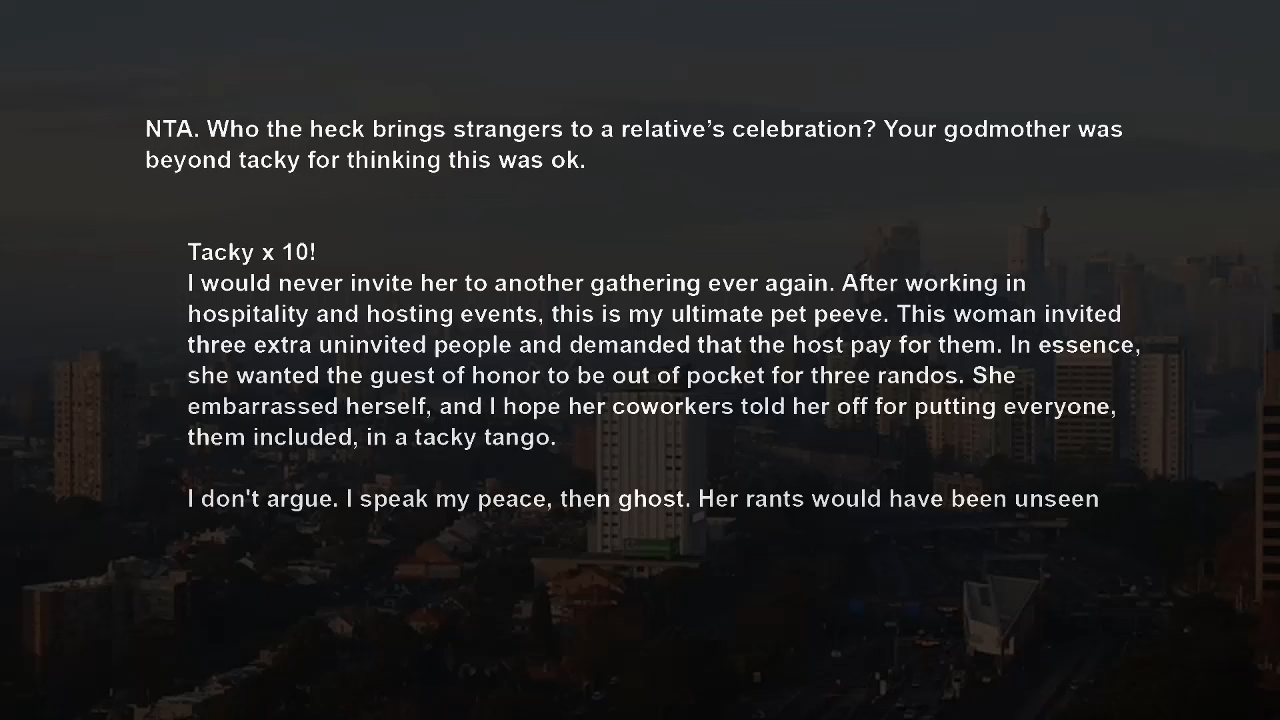 NTA. Who the heck brings strangers to a relative’s celebration? Your godmother was
beyond tacky for thinking this was ok.
Tacky x 10!
I would never invite her to another gathering ever again. After working in
hospitality and hosting events, this is my ultimate pet peeve. This woman invited
three extra uninvited people and demanded that the host pay for them. In essence,
she wanted the guest of honor to be out of pocket for three randos. She
embarrassed herself, and I hope her coworkers told her off for putting everyone,
them included, in a tacky tango.
I don't argue. I speak my peace, then ghost. Her rants would have been unseen